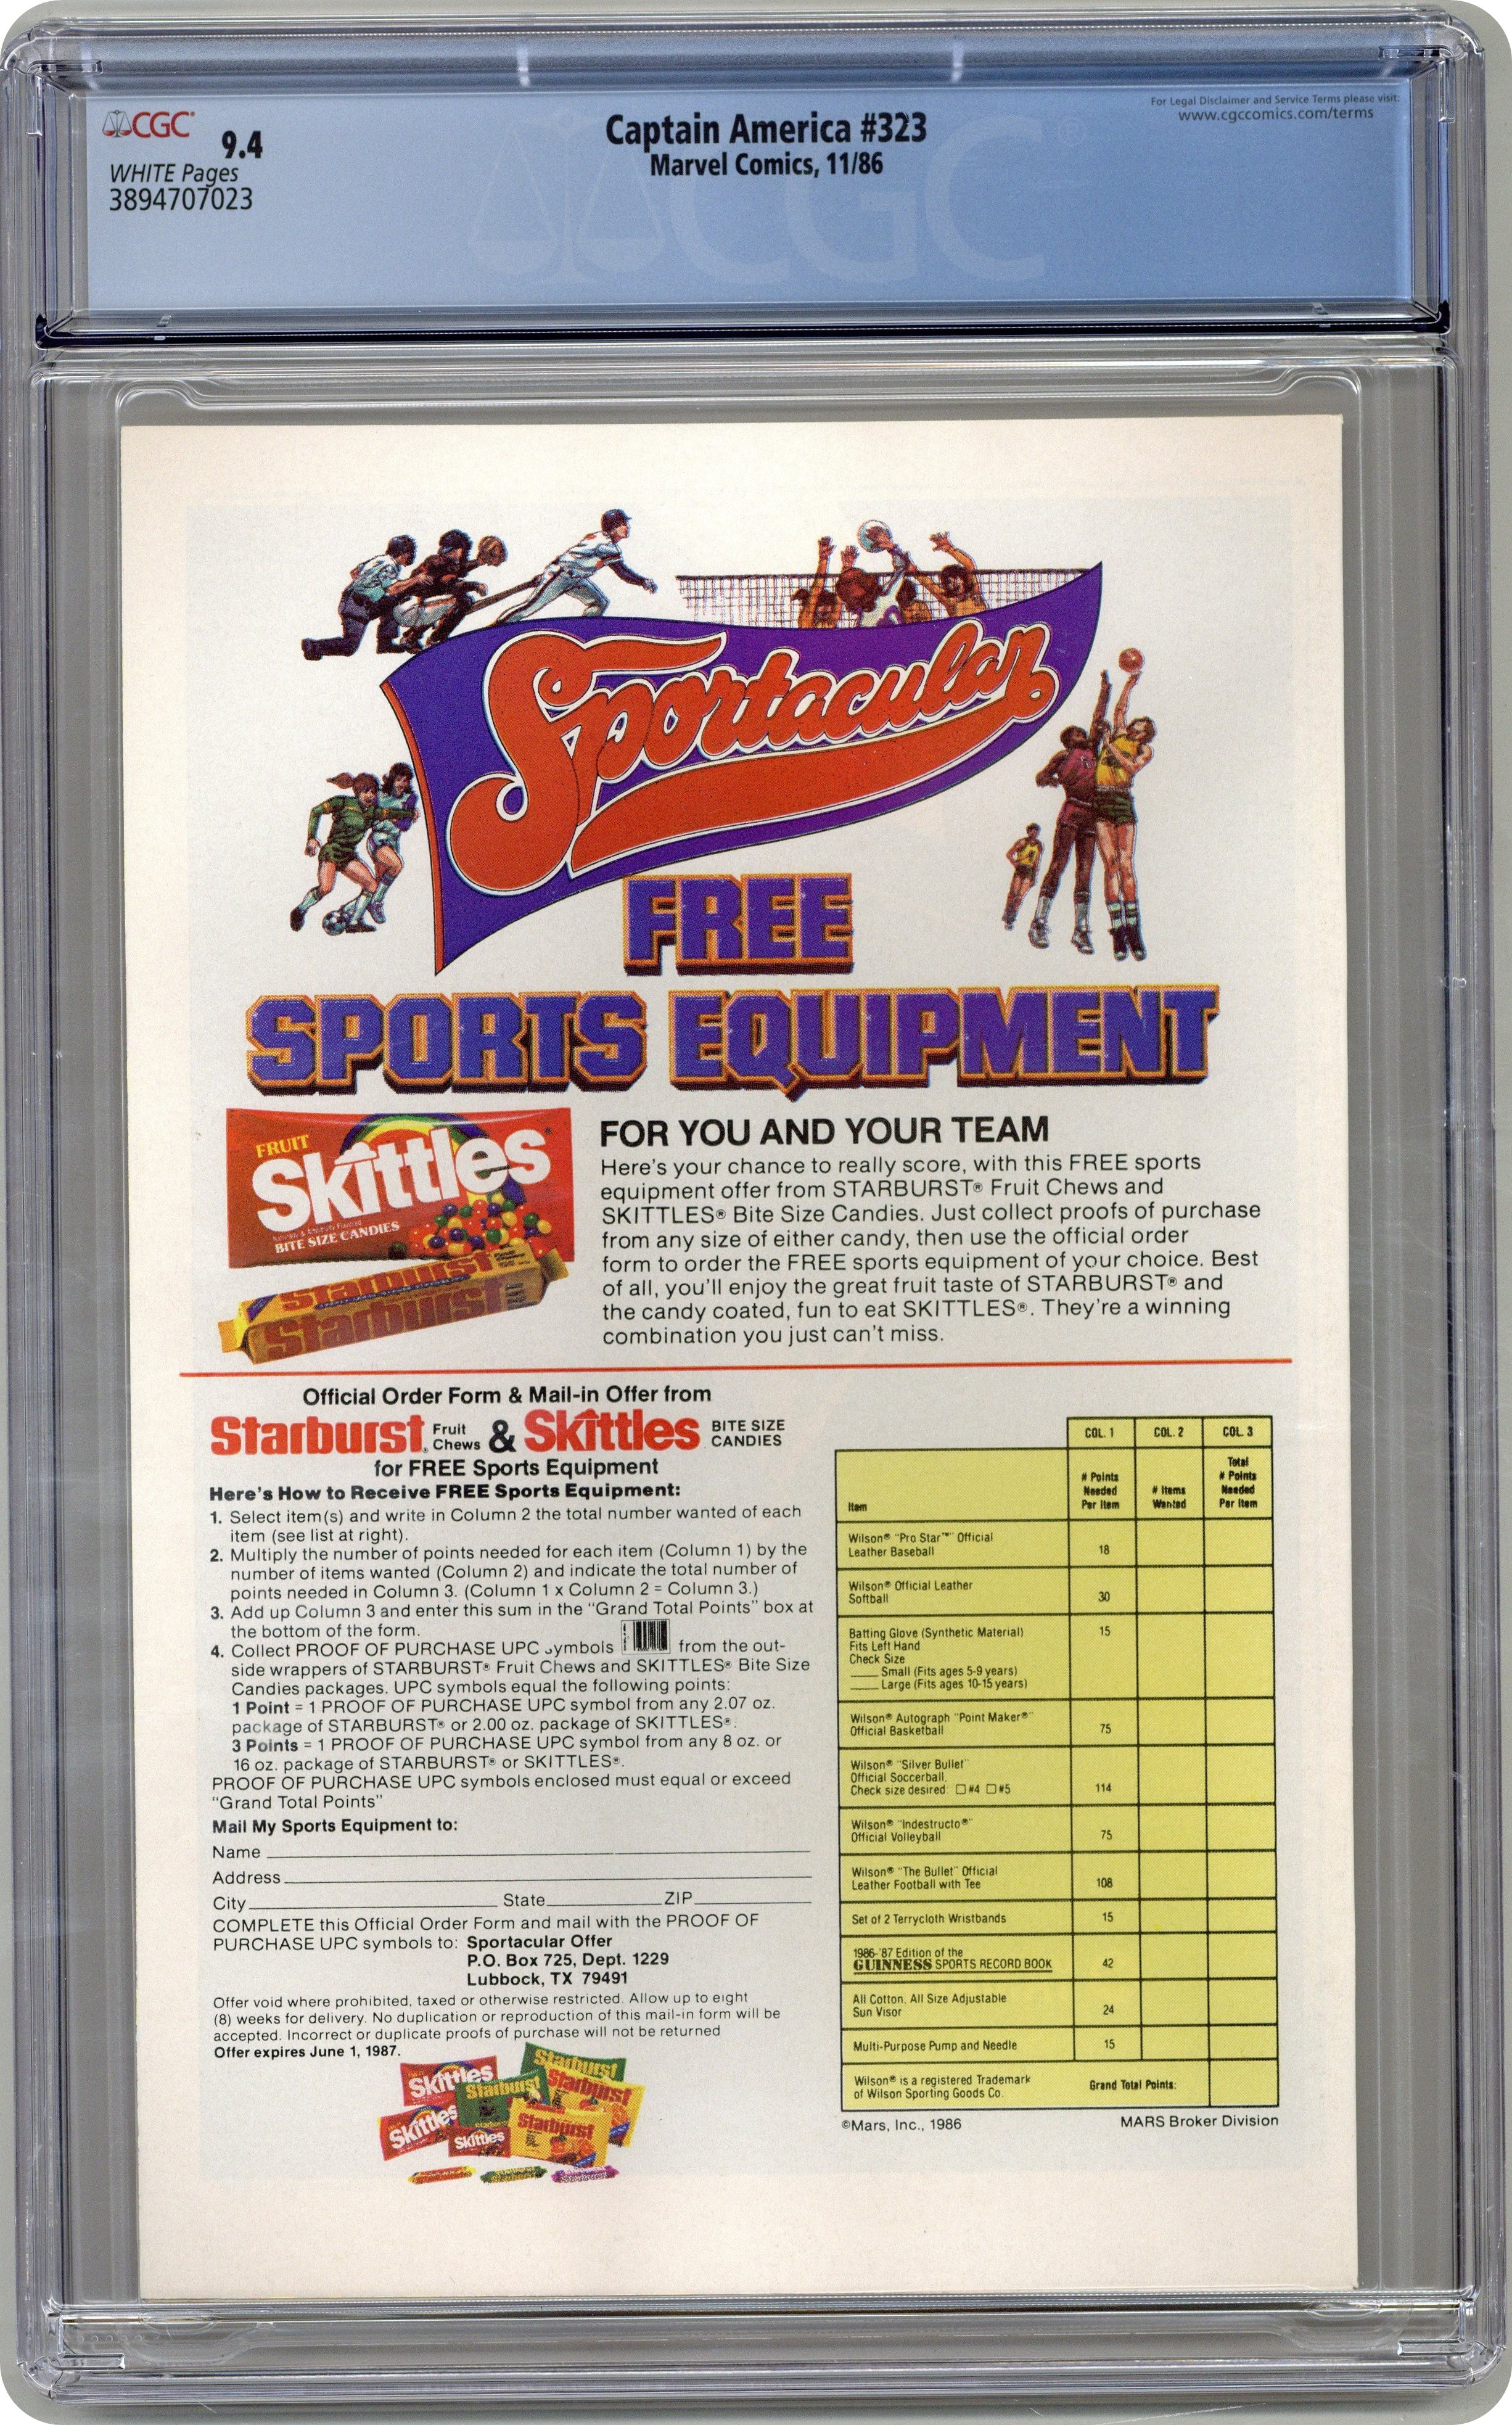 CGC
9.4
WHITE Pages
3894707023
Captain America #323
Marvel Comics, 11/86
For Legal Disclaimer and Service Terms please visit:
www.cgccomics.com/terms
CGC®
Sportacular
FREE
SPORTS EQUIPMENT
FRUIT
Skittles
BITE SIZE CANDIES
Starburst
Starburst
FOR YOU AND YOUR TEAM
Here's your chance to really score, with this FREE sports
equipment offer from STARBURST® Fruit Chews and
SKITTLES® Bite Size Candies. Just collect proofs of purchase
from any size of either candy, then use the official order
form to order the FREE sports equipment of your choice. Best
of all, you'll enjoy the great fruit taste of STARBURST® and
the candy coated, fun to eat SKITTLES®. They're a winning
combination you just can't miss.
Official Order Form & Mail-in Offer from
Starburst® Fruit Chews & Skittles BITE SIZE CANDIES
for FREE Sports Equipment
Here's How to Receive FREE Sports Equipment:
1. Select item(s) and write in Column 2 the total number wanted of each
item (see list at right).
2. Multiply the number of points needed for each item (Column 1) by the
number of items wanted (Column 2) and indicate the total number of
points needed in Column 3. (Column 1 x Column 2 = Column 3.)
3. Add up Column 3 and enter this sum in the "Grand Total Points" box at
the bottom of the form.
4. Collect PROOF OF PURCHASE UPC symbols from the out-
side wrappers of STARBURST® Fruit Chews and SKITTLES® Bite Size
Candies packages. UPC symbols equal the following points:
1 Point = 1 PROOF OF PURCHASE UPC symbol from any 2.07 oz.
package of STARBURST® or 2.00 oz. package of SKITTLES®.
3 Points = 1 PROOF OF PURCHASE UPC symbol from any 8 oz. or
16 oz. package of STARBURST® or SKITTLES®.
PROOF OF PURCHASE UPC symbols enclosed must equal or exceed
"Grand Total Points"
Mail My Sports Equipment to:
Name
Address
City State ZIP
COMPLETE this Official Order Form and mail with the PROOF OF
PURCHASE UPC symbols to: Sportacular Offer
P.O. Box 725, Dept. 1229
Lubbock, TX 79491
Offer void where prohibited, taxed or otherwise restricted. Allow up to eight
(8) weeks for delivery. No duplication or reproduction of this mail-in form will be
accepted. Incorrect or duplicate proofs of purchase will not be returned
Offer expires June 1, 1987.
Skittles
Starburst
Starburst
Starburst
Skittles
Skittles
Starburst
COL. 1 COL. 2 COL. 3
Item
# Points
Needed
Per Item
# Items
Wanted
Total
# Points
Needed
Per Item
Wilson® "Pro Star™" Official
Leather Baseball 18
Wilson® Official Leather
Softball 30
Batting Glove (Synthetic Material) 15
Fits Left Hand
Check Size
Small (Fits ages 5-9 years)
Large (Fits ages 10-15 years)
Wilson® Autograph "Point Maker®"
Official Basketball 75
Wilson® "Silver Bullet"
Official Soccerball,
Check size desired: #4 #5 114
Wilson® "Indestructo®"
Official Volleyball 75
Wilson® "The Bullet" Official
Leather Football with Tee 108
Set of 2 Terrycloth Wristbands 15
1986-'87 Edition of the
GUINNESS SPORTS RECORD BOOK 42
All Cotton, All Size Adjustable
Sun Visor 24
Multi-Purpose Pump and Needle 15
Wilson® is a registered Trademark
of Wilson Sporting Goods Co.
Grand Total Points:
©Mars, Inc., 1986 MARS Broker Division